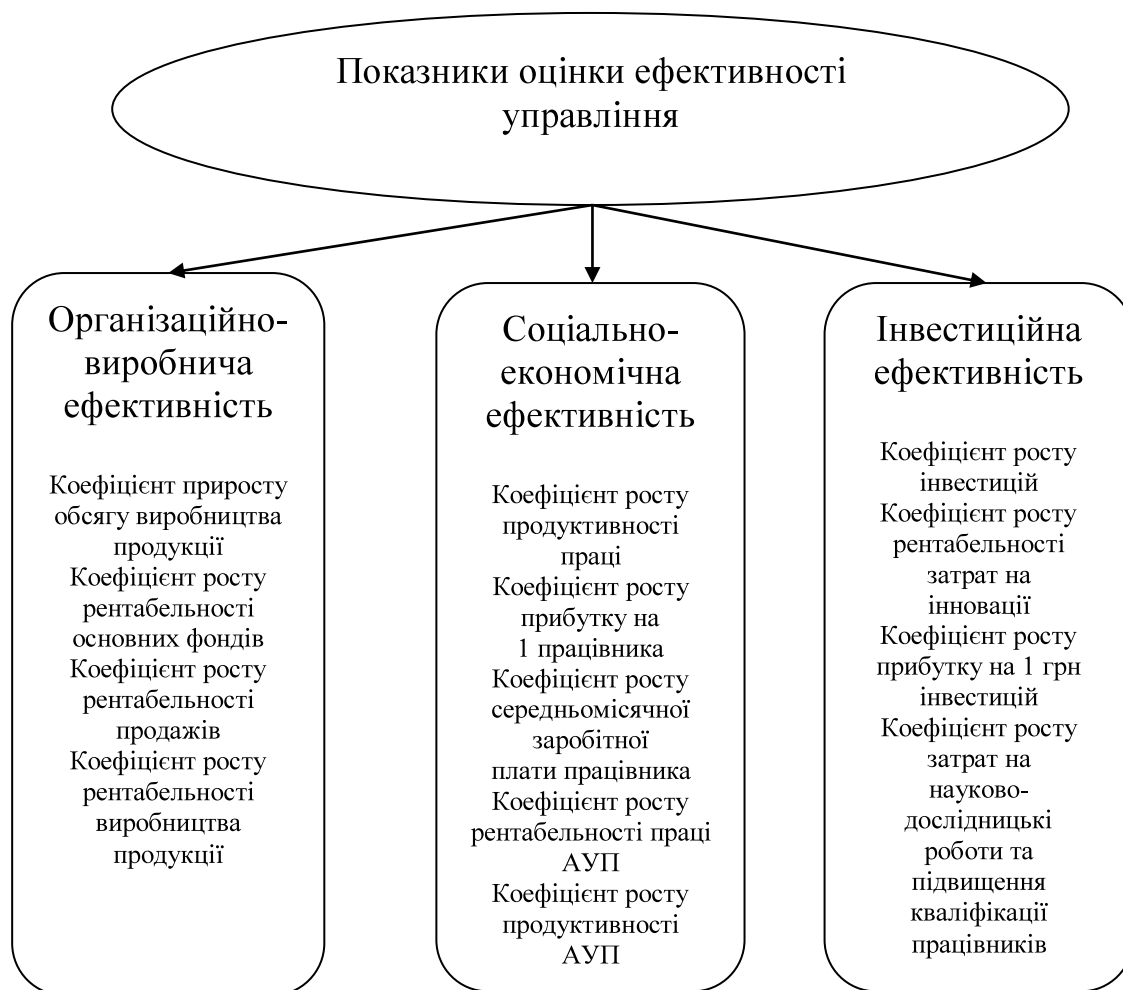 Показники оцінки ефективності
управління
Організаційно-
виробнича
ефективність
Коефіцієнт приросту
обсягу виробництва
продукції
Коефіцієнт росту
рентабельності
основних фондів
Коефіцієнт росту
рентабельності
продажів
Коефіцієнт росту
рентабельності
виробництва
продукції
Соціально-
економічна
ефективність
Коефіцієнт росту
продуктивності
праці
Коефіцієнт росту
прибутку на
1 працівника
Коефіцієнт росту
середньомісячної
заробітної
плати працівника
Коефіцієнт росту
рентабельності праці
АУП
Коефіцієнт росту
продуктивності
АУП
Інвестиційна
ефективність
Коефіцієнт росту
інвестицій
Коефіцієнт росту
рентабельності
затрат на
інновації
Коефіцієнт росту
прибутку на 1 грн
інвестицій
Коефіцієнт росту
затрат на
науково-
дослідницькі
роботи та
підвищення
кваліфікації
працівників